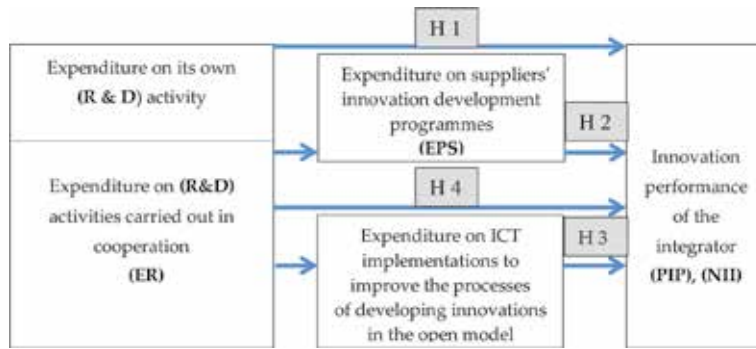 H 1
Expenditure on its own
(R & D) activity
Expenditure on suppliers'
innovation development
programmes
(EPS)
H 2
Expenditure on (R&D)
activities carried out in
cooperation
(ER)
H 4
Expenditure on ICT
implementations to
improve the processes
of developing innovations
in the open model
H 3
Innovation
performance
of the
integrator
(PIP), (NII)